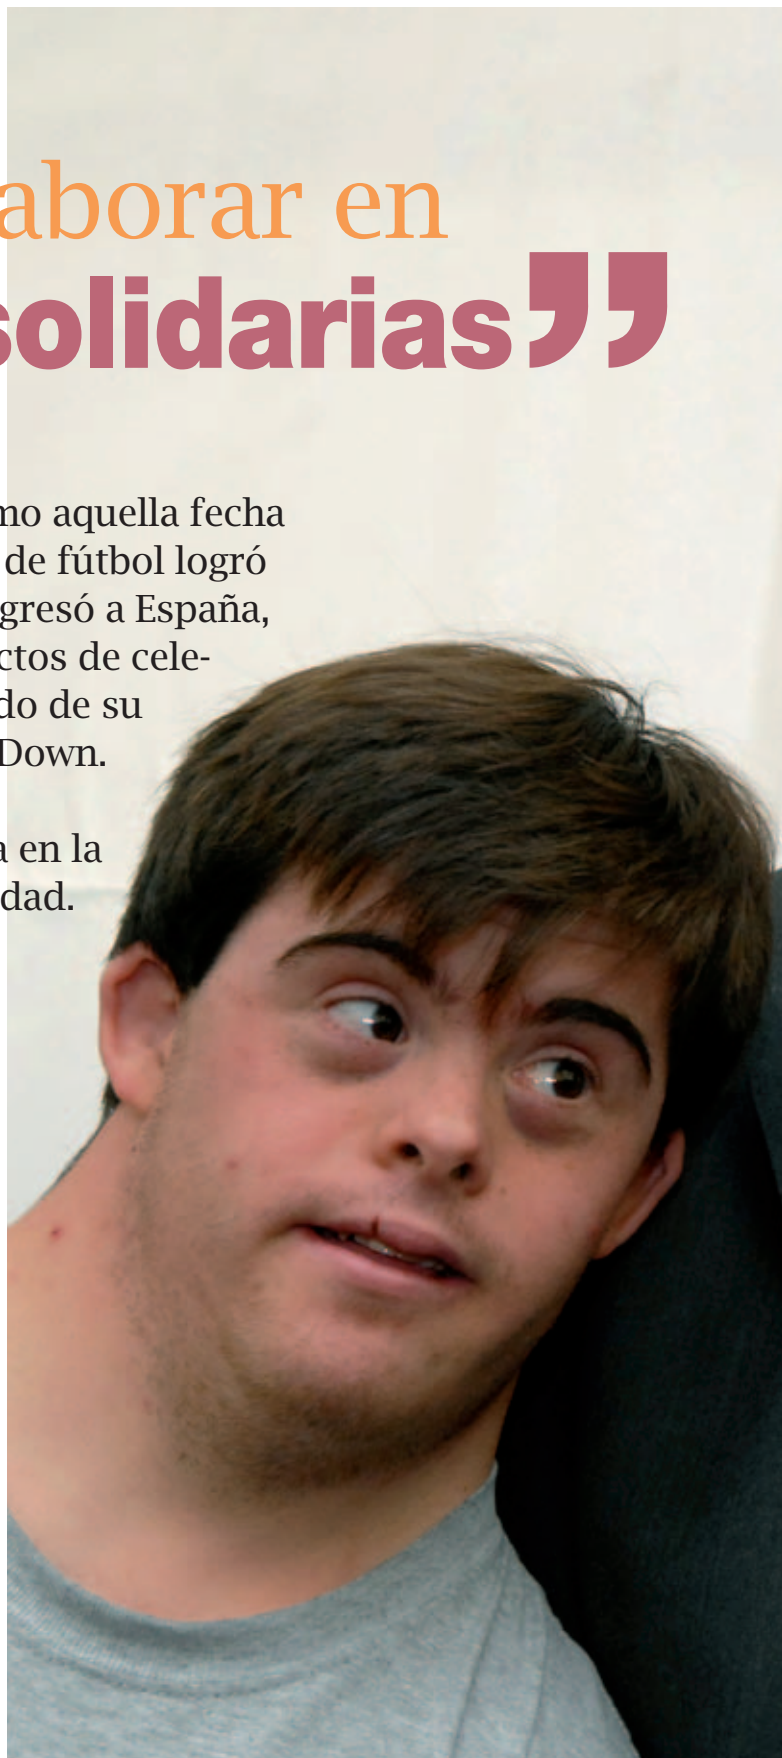 aborar en
solidarias”
mo aquella fecha
de fútbol logró
gresó a España,
ctos de cele-
do de su
Down.
a en la
dad.